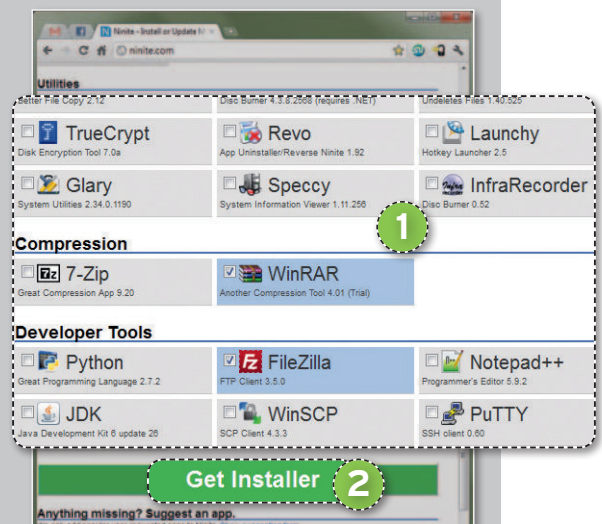 Ninite - Install or Update M
ninite.com
Utilities
Better File Copy 2.12
Disc Burner 4.3.8.2568 (requires .NET)
Undeletes Files 1.40.525
TrueCrypt
Disk Encryption Tool 7.0a
Revo
App Uninstaller/Reverse Ninite 1.92
Launchy
Hotkey Launcher 2.5
Glary
System Utilities 2.34.0.1190
Speccy
System Information Viewer 1.11.256
InfraRecorder
Disc Burner 0.52
1
Compression
7-Zip
Great Compression App 9.20
WinRAR
Another Compression Tool 4.01 (Trial)
Developer Tools
Python
Great Programming Language 2.7.2
FileZilla
FTP Client 3.5.0
Notepad++
Programmer's Editor 5.9.2
JDK
Java Development Kit 6 update 26
WinSCP
SCP Client 4.3.3
PuTTY
SSH client 0.60
Get Installer
2
Anything missing? Suggest an app.